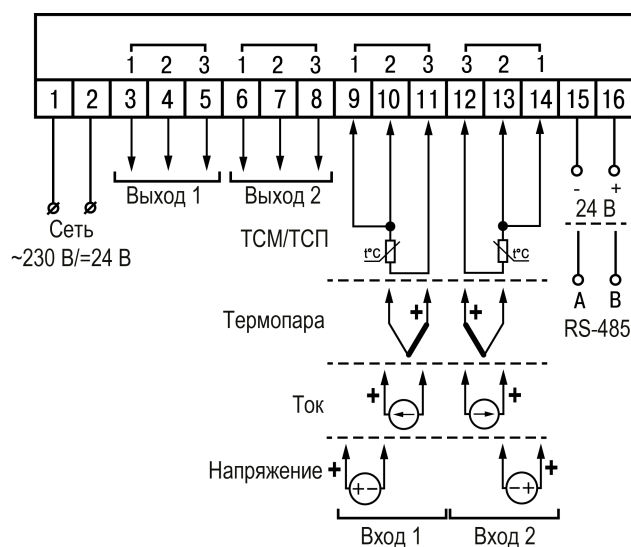 1 2 3 1 2 3 1 2 3 3 2 1
1 2 3 4 5 6 7 8 9 10 11 12 13 14 15 16
Выход 1 Выход 2
- +
24 В
Сеть
~230 В/=24 В
ТСМ/ТСП
t°C t°C
A B
RS-485
Термопара + +
Ток + +
Напряжение + + - - + +
Вход 1 Вход 2